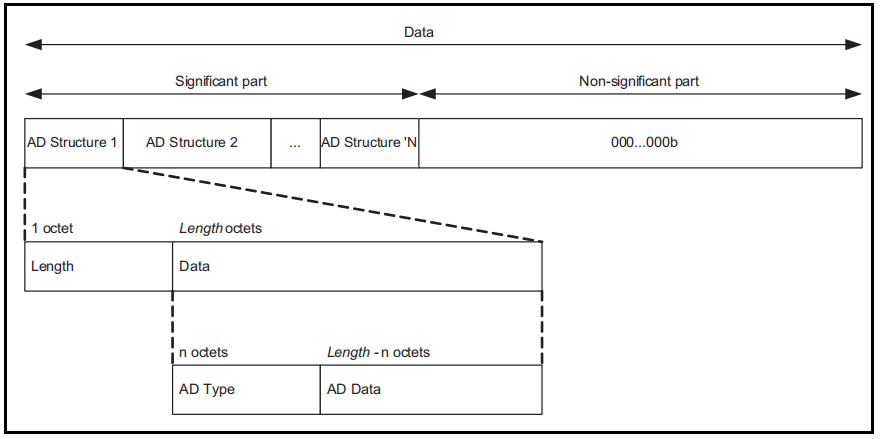 Data
Significant part Non-significant part
AD Structure 1 AD Structure 2 ... AD Structure 'N 000...000b
1 octet Length octets
Length Data
n octets Length - n octets
AD Type AD Data